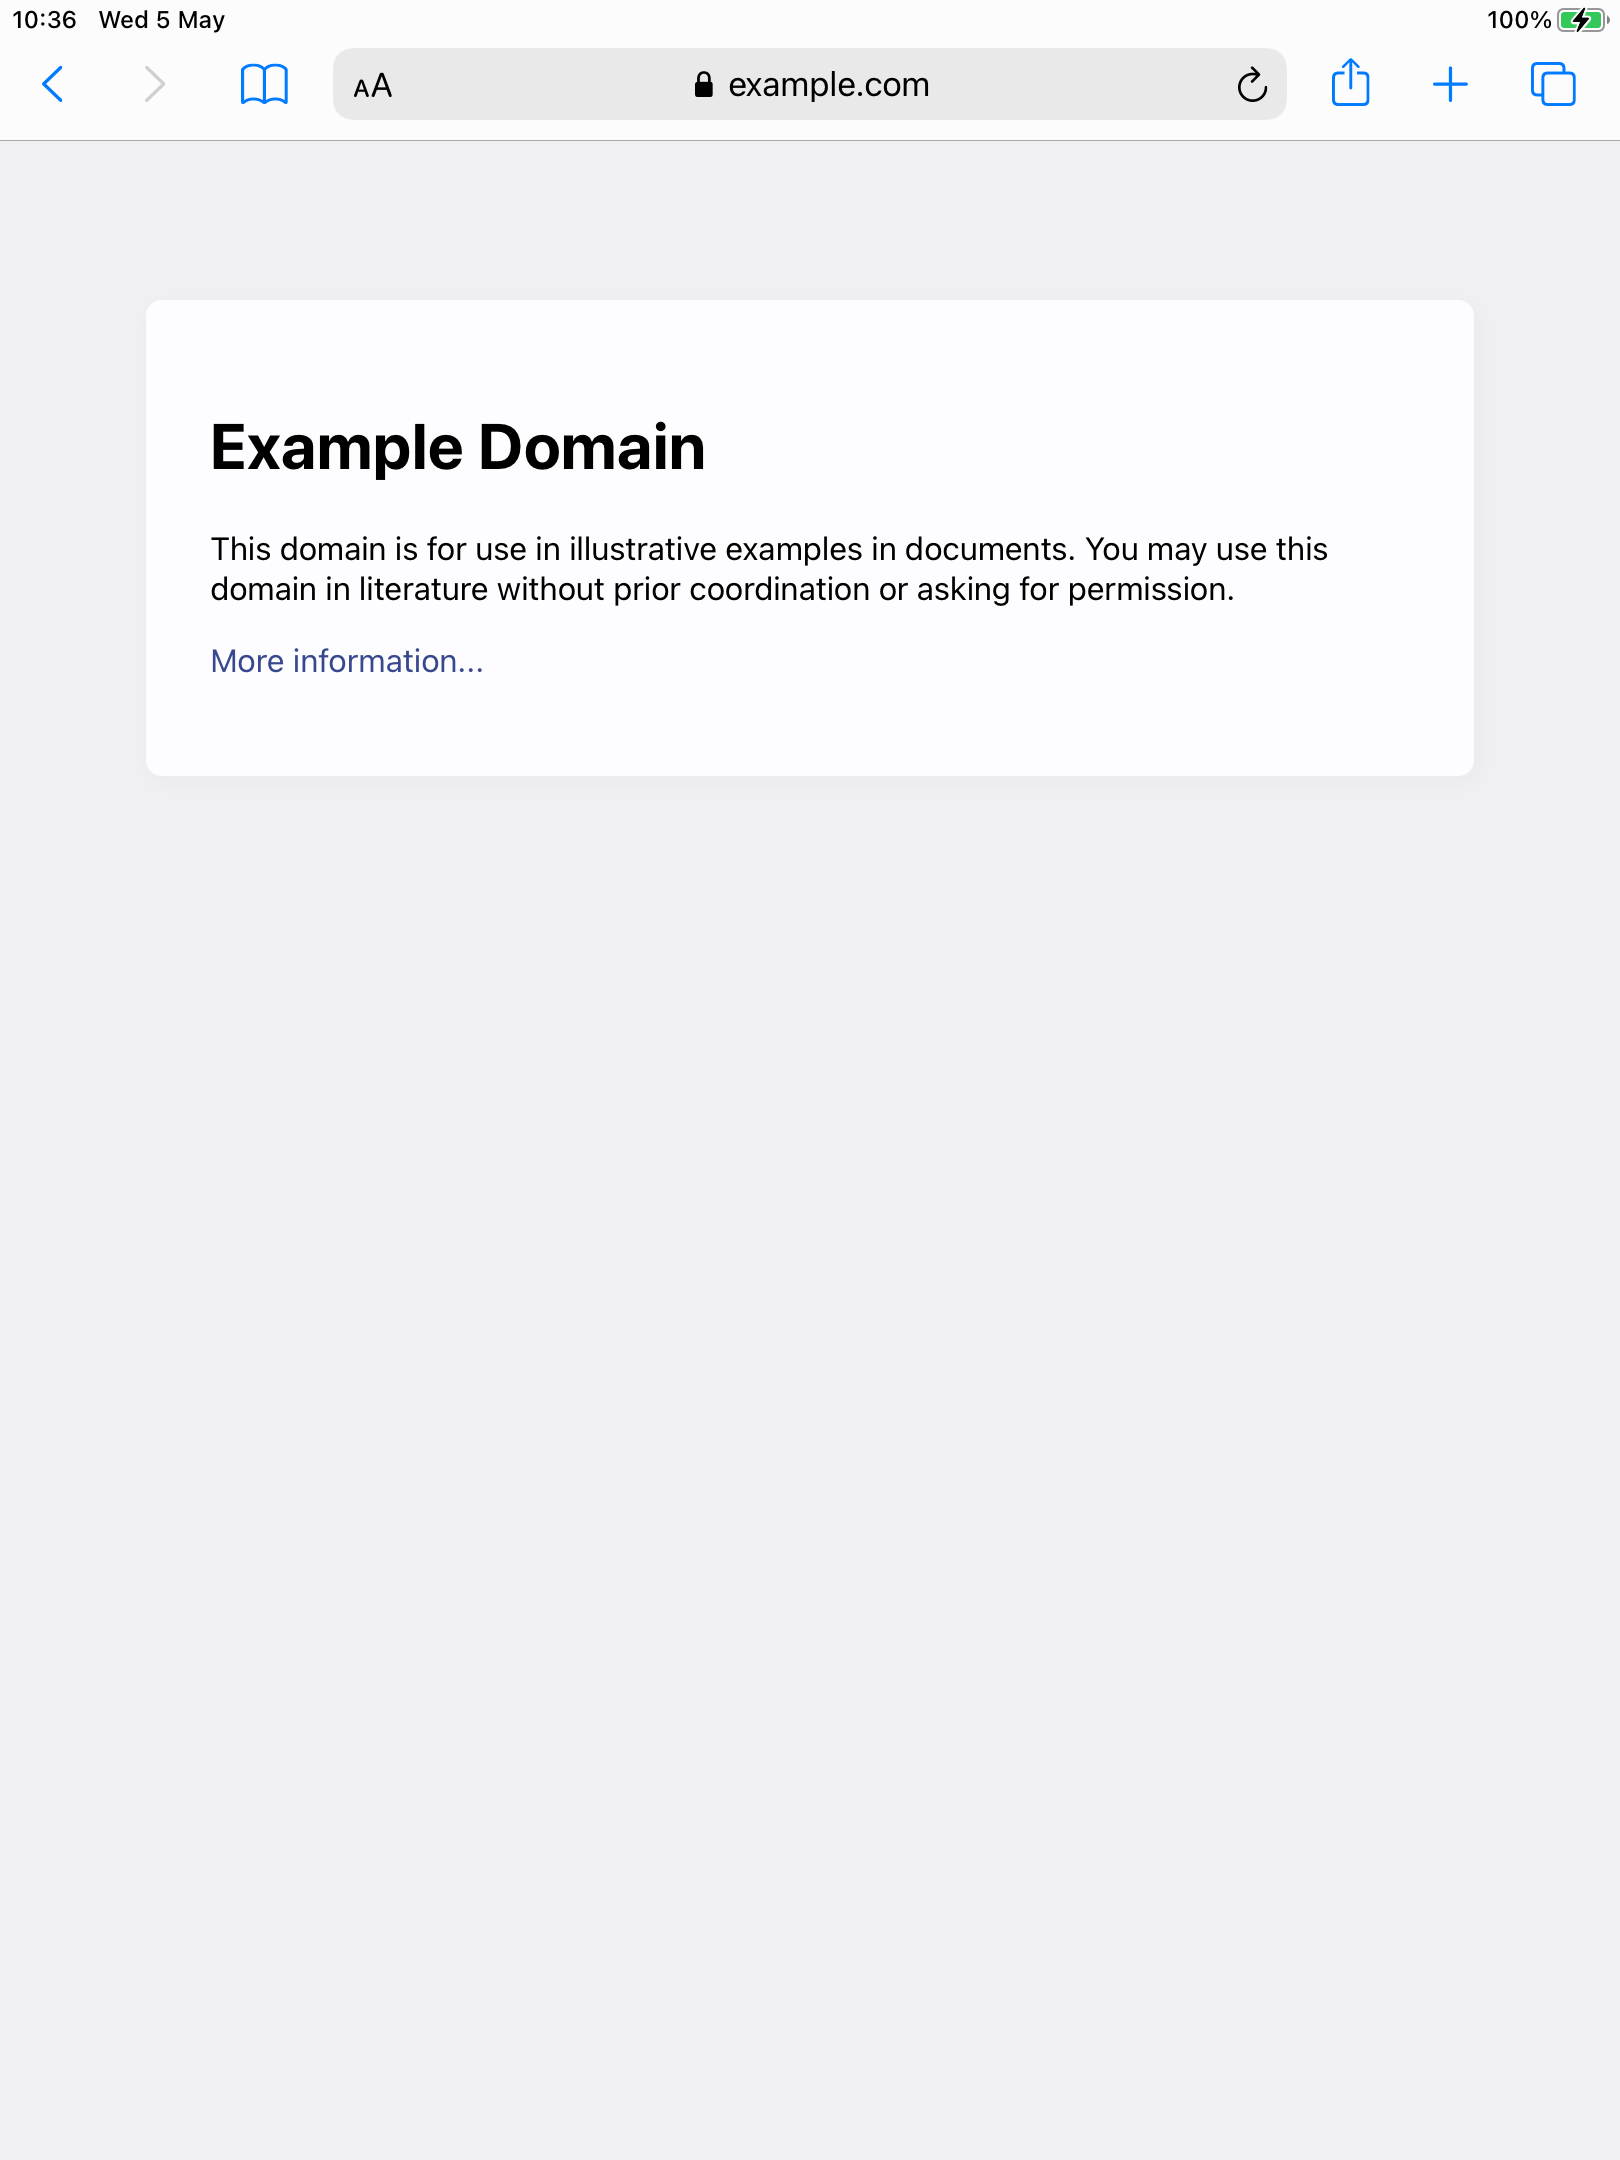 10:36 Wed 5 May 100%
AA example.com
Example Domain
This domain is for use in illustrative examples in documents. You may use this
domain in literature without prior coordination or asking for permission.
More information...